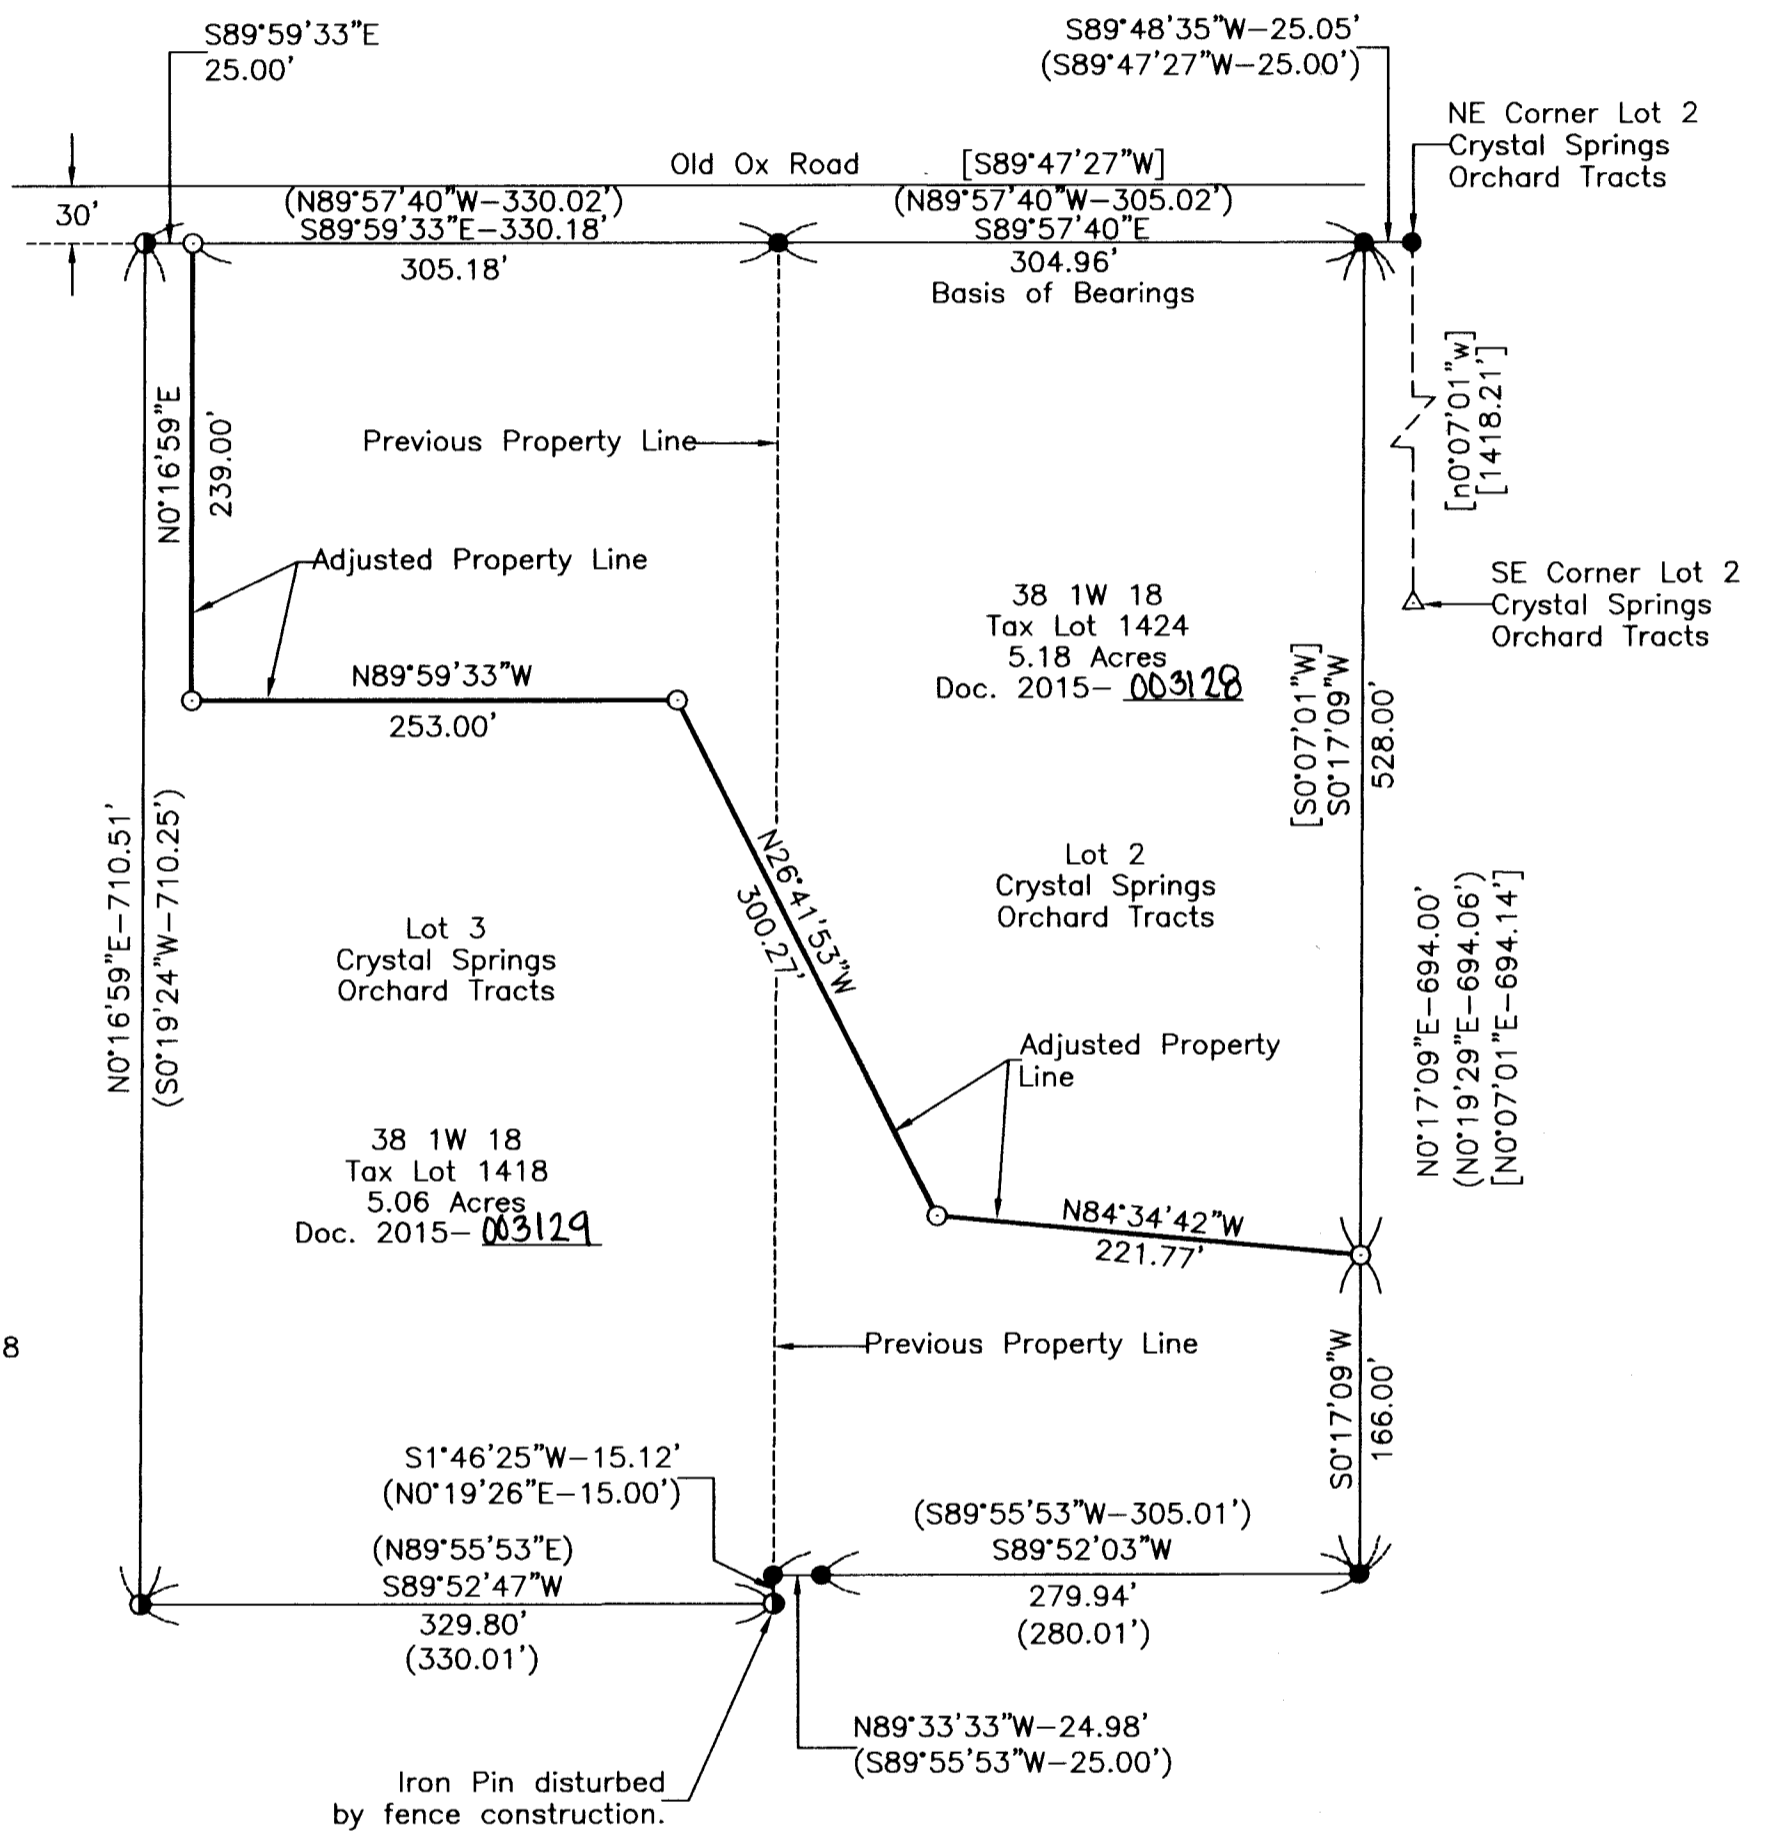 S89°59'33"E
25.00'
S89°48'35"W-25.05'
(S89°47'27"W-25.00')
NE Corner Lot 2
Crystal Springs
Orchard Tracts
Old Ox Road
[S89°47'27"W]
30'
(N89°57'40"W-330.02')
S89°59'33"E-330.18'
305.18'
(N89°57'40"W-305.02')
S89°57'40"E
304.96'
Basis of Bearings
N0°16'59"E
239.00'
Previous Property Line
[n0°07'01"w]
[1418.21']
Adjusted Property Line
SE Corner Lot 2
Crystal Springs
Orchard Tracts
38 1W 18
Tax Lot 1424
5.18 Acres
Doc. 2015- 003128
N89°59'33"W
253.00'
[S0°07'01"W]
S0°17'09"W
528.00'
N0°16'59"E-710.51'
(S0°19'24"W-710.25')
N26°41'53"W
300.27'
Lot 2
Crystal Springs
Orchard Tracts
Lot 3
Crystal Springs
Orchard Tracts
N0°17'09"E-694.00'
(N0°19'29"E-694.06')
[N0°07'01"E-694.14']
Adjusted Property
Line
38 1W 18
Tax Lot 1418
5.06 Acres
Doc. 2015- 003129
N84°34'42"W
221.77'
8
Previous Property Line
S0°17'09"W
166.00'
S1°46'25"W-15.12'
(N0°19'26"E-15.00')
(N89°55'53"E)
S89°52'47"W
329.80'
(330.01')
(S89°55'53"W-305.01')
S89°52'03"W
279.94'
(280.01')
N89°33'33"W-24.98'
(S89°55'53"W-25.00')
Iron Pin disturbed
by fence construction.